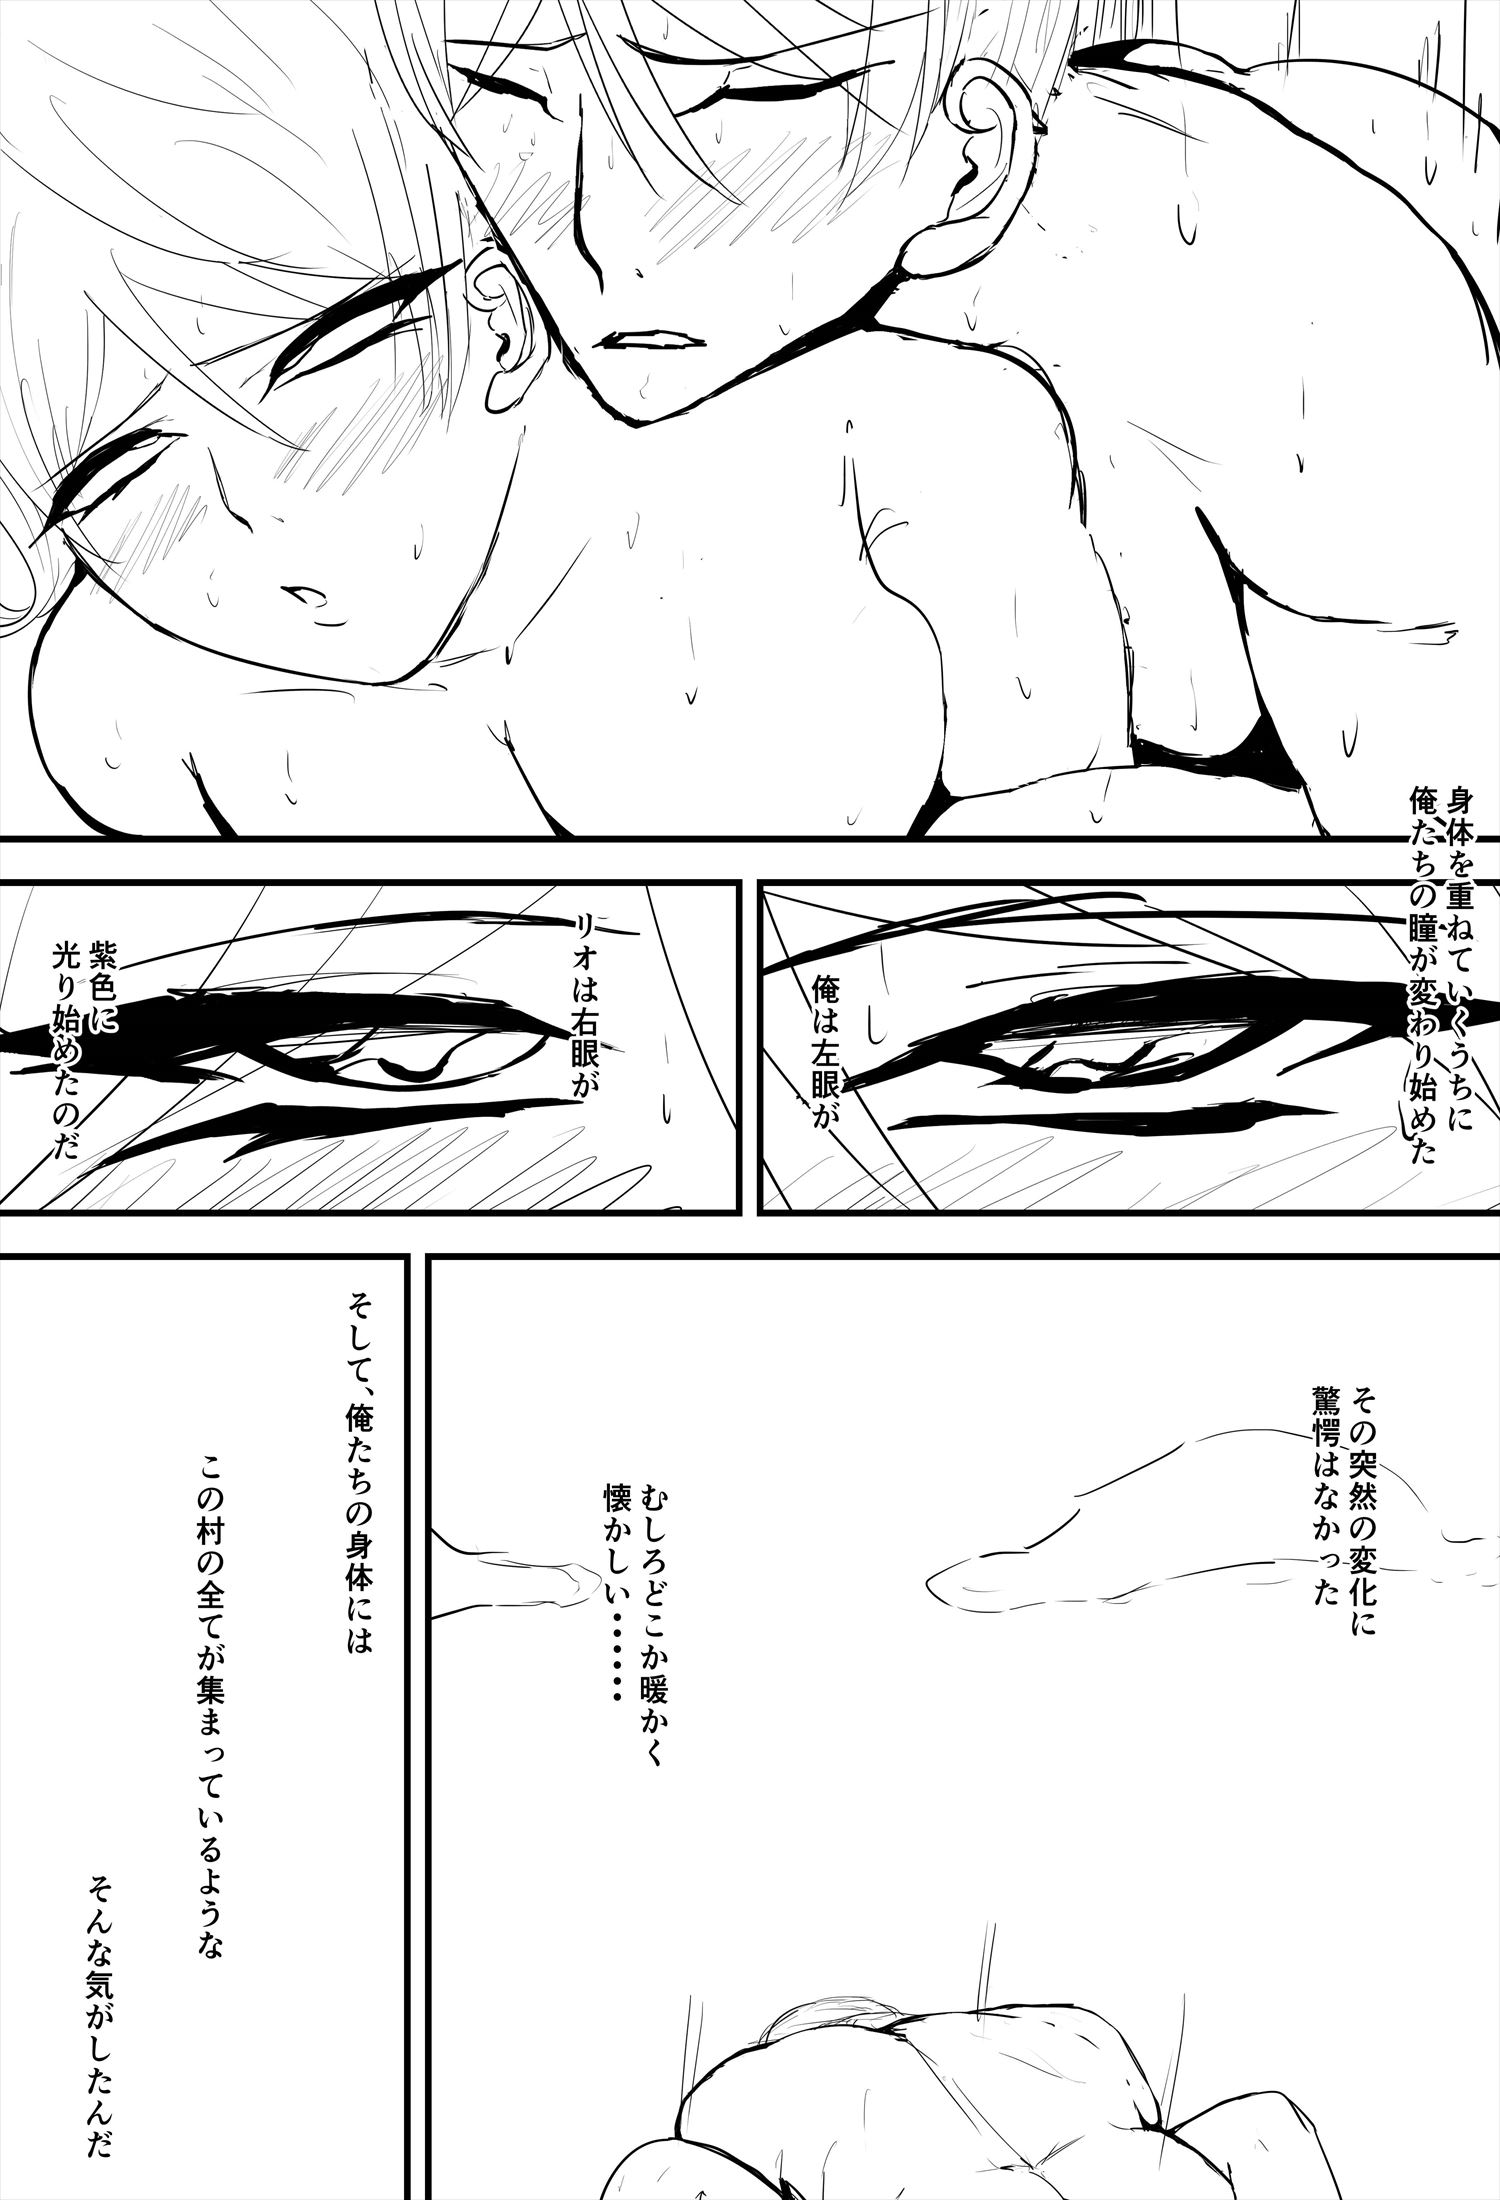 身体を重ねていくうちに
俺たちの瞳が変わり始めた
俺は左眼が
リオは右眼が
紫色に
光り始めたのだ
その突然の変化に
驚愕はなかった
むしろどこか暖かく
懐かしい・・・・・・
そして、俺たちの身体には
この村の全てが集まっているような
そんな気がしたんだ